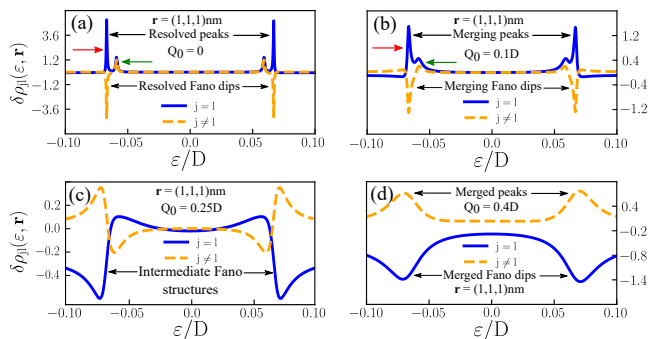 (a)
r = (1,1,1)nm
Resolved peaks
Q₀ = 0
Resolved Fano dips
j = l
j ≠ l
3.6
1.2
−1.2
−3.6
δρⱼₗ(ε, r)
−0.10 −0.05 0.00 0.05 0.10
ε/D
(b)
r = (1,1,1)nm
Merging peaks
Q₀ = 0.1D
Merging Fano dips
j = l
j ≠ l
1.2
0.4
−0.4
−1.2
−0.10 −0.05 0.00 0.05 0.10
ε/D
(c)
r = (1,1,1)nm
Q₀ = 0.25D
j = l
j ≠ l
Intermediate Fano
structures
0.4
0.0
−0.4
δρⱼₗ(ε, r)
−0.10 −0.05 0.00 0.05 0.10
ε/D
(d)
Merged peaks
Q₀ = 0.4D
j = l
j ≠ l
Merged Fano dips
r = (1,1,1)nm
0.4
−0.8
−1.4
−0.10 −0.05 0.00 0.05 0.10
ε/D